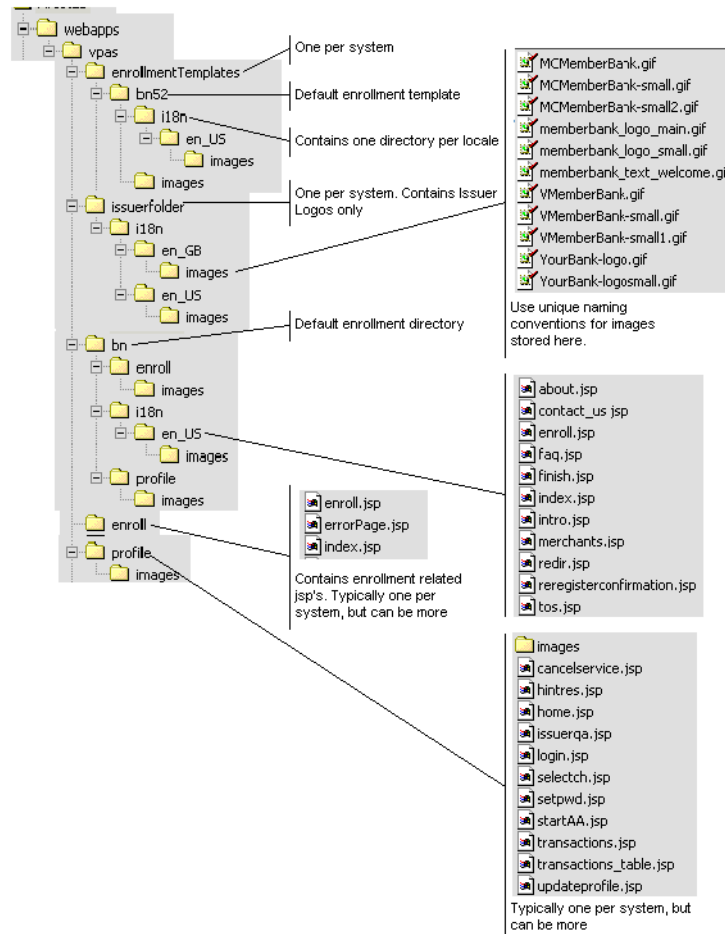 webapps
vpas
enrollmentTemplates
bn52
i18n
en_US
images
images
issuerfolder
i18n
en_GB
images
en_US
images
bn
enroll
images
i18n
en_US
images
profile
images
enroll
profile
images
One per system
Default enrollment template
Contains one directory per locale
One per system. Contains Issuer
Logos only
Default enrollment directory
MCMemberBank.gif
MCMemberBank-small.gif
MCMemberBank-small2.gif
memberbank_logo_main.gif
memberbank_logo_small.gif
memberbank_text_welcome.gi
VMemberBank.gif
VMemberBank-small.gif
VMemberBank-small1.gif
YourBank-logo.gif
YourBank-logosmall.gif
Use unique naming
conventions for images
stored here.
about.jsp
contact_us jsp
enroll.jsp
faq.jsp
finish.jsp
index.jsp
intro.jsp
merchants.jsp
redir.jsp
reregisterconfirmation.jsp
tos.jsp
enroll.jsp
errorPage.jsp
index.jsp
Contains enrollment related
jsp's. Typically one per
system, but can be more
images
cancelservice.jsp
hintres.jsp
home.jsp
issuerqa.jsp
login.jsp
selectch.jsp
setpwd.jsp
startAA.jsp
transactions.jsp
transactions_table.jsp
updateprofile.jsp
Typically one per system, but
can be more